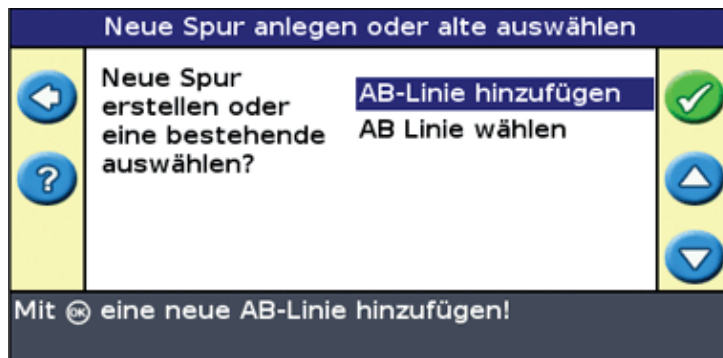 Neue Spur anlegen oder alte auswählen
Neue Spur
erstellen oder
eine bestehende
auswählen?
AB-Linie hinzufügen
AB Linie wählen
?
Mit OK eine neue AB-Linie hinzufügen!